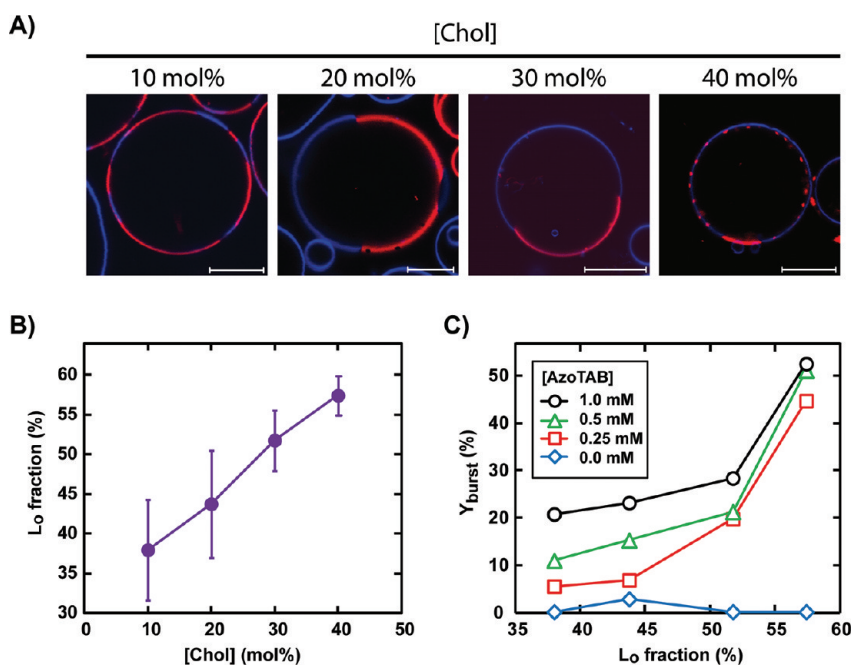 A)
[Chol]
10 mol% 20 mol% 30 mol% 40 mol%
B)
60
55
50
45
40
35
30
Lo fraction (%)
0 10 20 30 40 50
[Chol] (mol%)
C)
50
40
30
20
10
0
Yburst (%)
[AzoTAB]
1.0 mM
0.5 mM
0.25 mM
0.0 mM
35 40 45 50 55 60
Lo fraction (%)